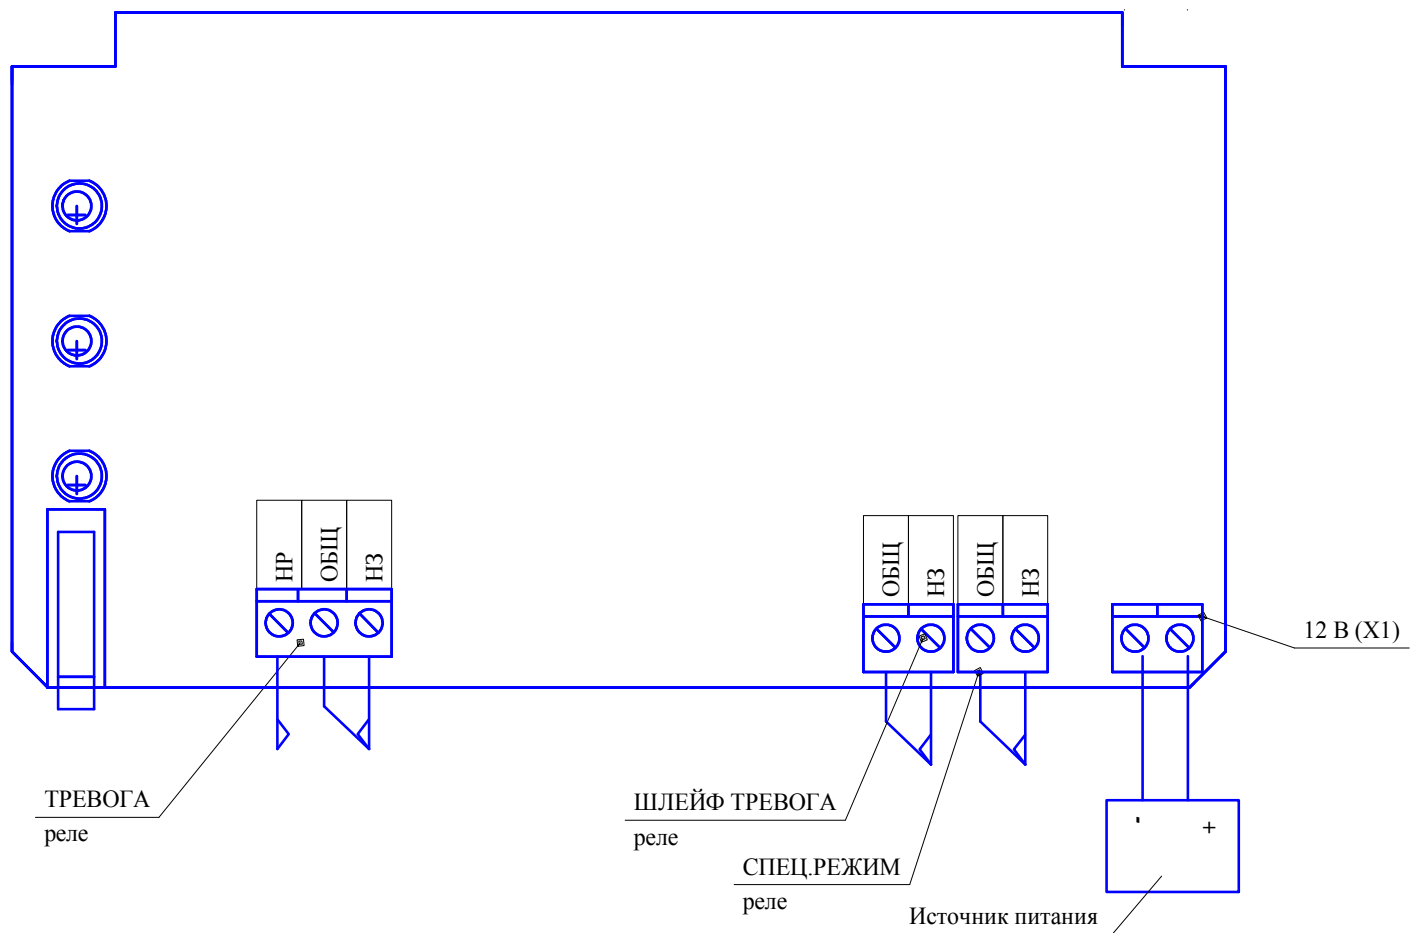 НР
ОБЩ
НЗ
ОБЩ
НЗ
ОБЩ
НЗ
12 В (X1)
ТРЕВОГА
реле
ШЛЕЙФ ТРЕВОГА
реле
СПЕЦ.РЕЖИМ
реле
- +
Источник питания